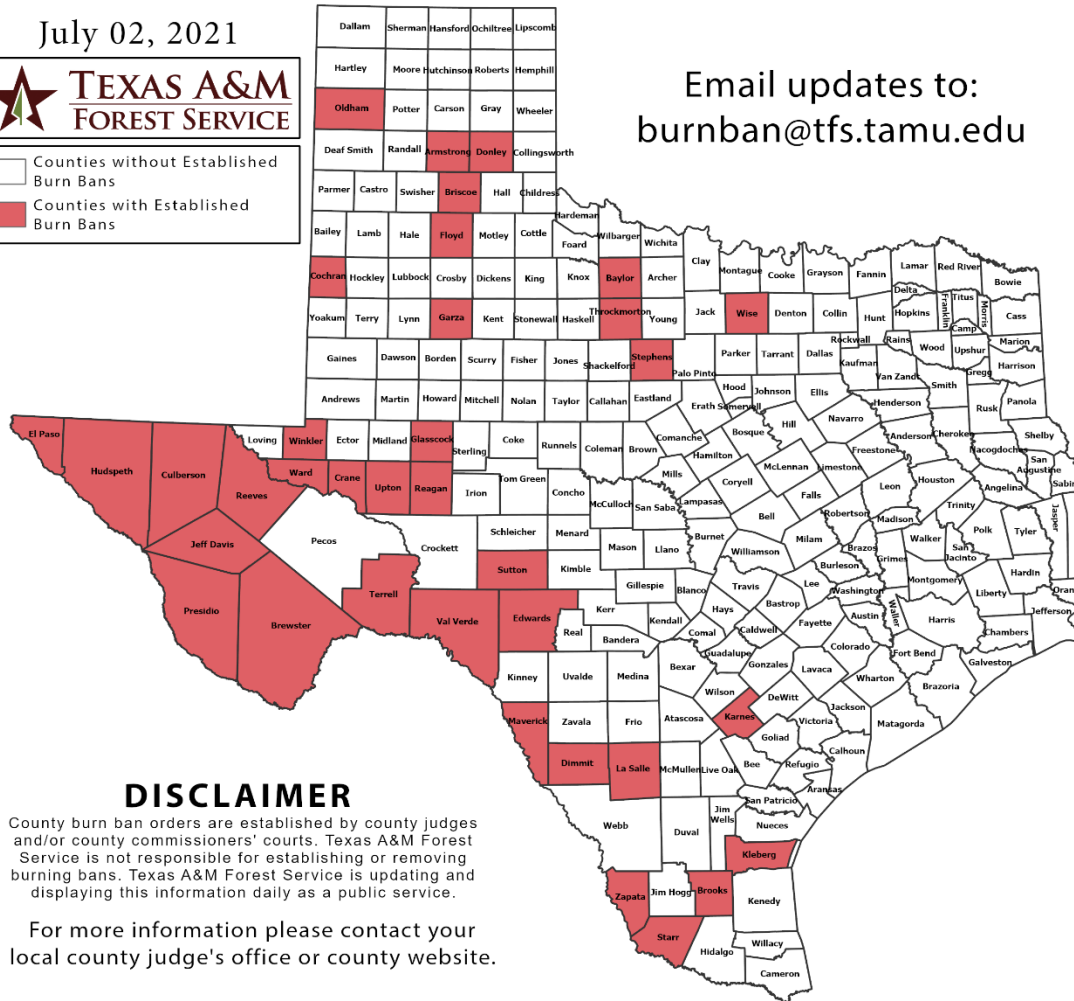 July 02, 2021
TEXAS A&M
FOREST SERVICE
Counties without Established
Burn Bans
Counties with Established
Burn Bans
Email updates to:
burnban@tfs.tamu.edu
Dallam Sherman Hansford Ochiltree Lipscomb
Hartley Moore Hutchinson Roberts Hemphill
Oldham Potter Carson Gray Wheeler
Deaf Smith Randall Armstrong Donley Collingsworth
Parmer Castro Swisher Briscoe Hall Childress
Hardeman
Bailey Lamb Hale Floyd Motley Cottle Foard Wilbarger Wichita
Clay Montague Cooke Grayson Fannin Lamar Red River Bowie
Cochran Hockley Lubbock Crosby Dickens King Knox Baylor Archer
Delta Franklin Titus Morris Cass
Yoakum Terry Lynn Garza Kent Stonewall Haskell Throckmorton Young Jack Wise Denton Collin Hunt Hopkins Camp
Rockwall Rains Wood Upshur Marion
Gaines Dawson Borden Scurry Fisher Jones Shackelford Stephens Palo Pinto Parker Tarrant Dallas Kaufman Van Zandt Gregg Harrison
Andrews Martin Howard Mitchell Nolan Taylor Callahan Eastland Erath Hood Somervell Johnson Ellis Henderson Smith Rusk Panola
El Paso Hudspeth Culberson Reeves Loving Winkler Ector Midland Glasscock Sterling Coke Runnels Coleman Brown Comanche Bosque Hill Navarro Anderson Cherokee Nacogdoches Shelby
Ward Crane Upton Reagan Irion Tom Green Concho McCulloch San Saba Mills Hamilton Coryell McLennan Limestone Freestone Leon Houston Angelina San Augustine
Jeff Davis Pecos Crockett Schleicher Menard Mason Llano Lampasas Burnet Bell Falls Robertson Madison Trinity Polk Tyler Jasper
Presidio Brewster Terrell Val Verde Sutton Kimble Gillespie Blanco Williamson Milam Brazos Burleson Grimes Walker San Jacinto Hardin
Edwards Kerr Real Bandera Kendall Hays Travis Bastrop Lee Washington Montgomery Liberty Jefferson
Comal Caldwell Fayette Austin Waller Harris Chambers
Kinney Uvalde Medina Bexar Guadalupe Gonzales Lavaca Colorado Fort Bend Galveston
Maverick Zavala Frio Atascosa Wilson Karnes DeWitt Wharton Brazoria
Victoria Jackson Matagorda
Dimmit La Salle McMullen Live Oak Bee Goliad Refugio Calhoun
Aransas San Patricio
Webb Duval Jim Wells Nueces
Kleberg
Zapata Jim Hogg Brooks Kenedy
Starr Hidalgo Willacy
Cameron
DISCLAIMER
County burn ban orders are established by county judges
and/or county commissioners' courts. Texas A&M Forest
Service is not responsible for establishing or removing
burning bans. Texas A&M Forest Service is updating and
displaying this information daily as a public service.
For more information please contact your
local county judge's office or county website.